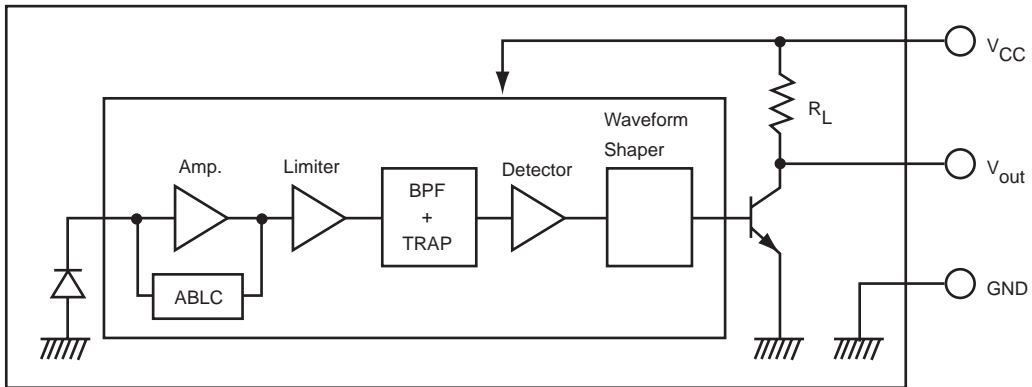 V_CC
R_L
V_out
GND
Waveform
Shaper
Amp.
Limiter
BPF
+
TRAP
Detector
ABLC